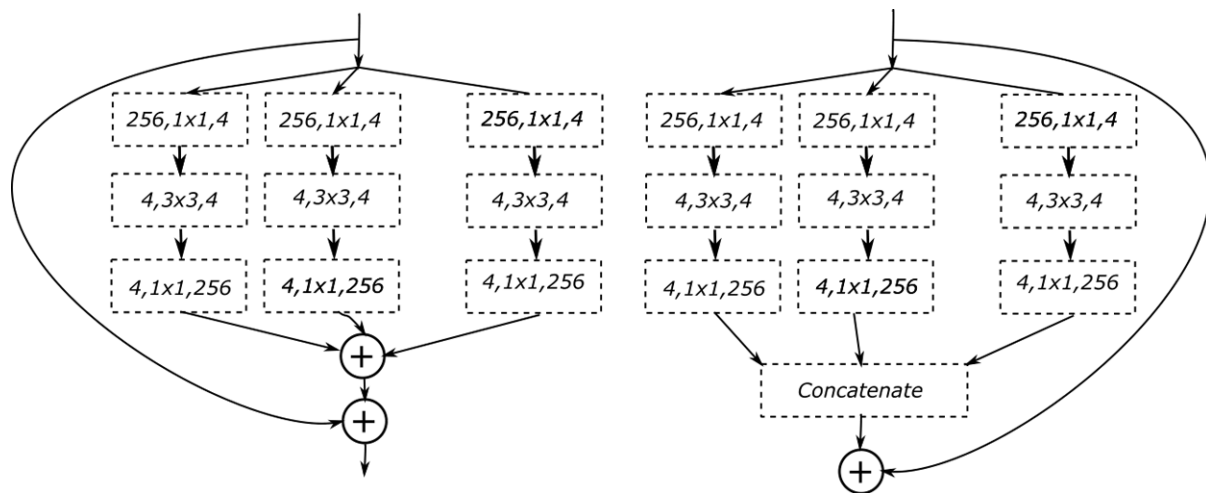 256,1x1,4 256,1x1,4 256,1x1,4
4,3x3,4 4,3x3,4 4,3x3,4
4,1x1,256 4,1x1,256 4,1x1,256
+
+
256,1x1,4 256,1x1,4 256,1x1,4
4,3x3,4 4,3x3,4 4,3x3,4
4,1x1,256 4,1x1,256 4,1x1,256
Concatenate
+